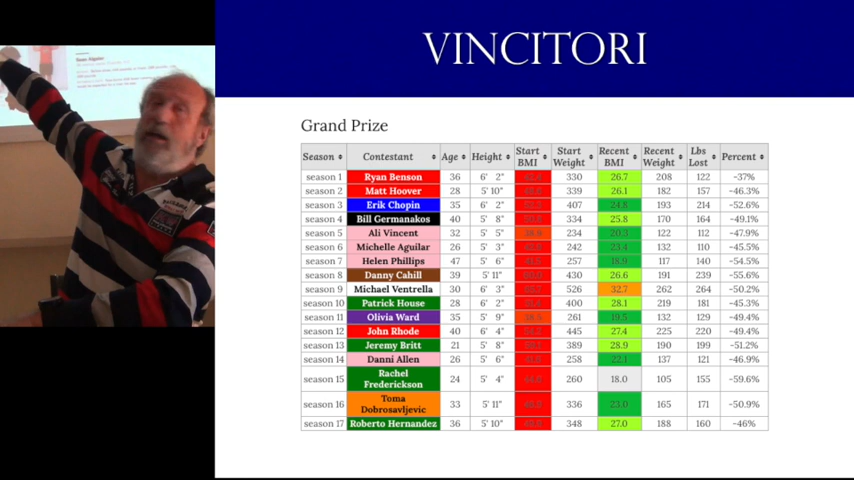 VINCITORI
Grand Prize
Season Contestant Age Height Start BMI Start Weight Recent BMI Recent Weight Lbs Lost Percent
season 1 Ryan Benson 36 6' 2" 330 26.7 208 122 -37%
season 2 Matt Hoover 28 5' 10" 339 26.1 182 157 -46.3%
season 3 Erik Chopin 35 6' 2" 407 24.8 193 214 -52.6%
season 4 Bill Germanakos 40 5' 8" 334 25.8 170 164 -49.1%
season 5 Ali Vincent 32 5' 5" 234 20.3 122 112 -47.9%
season 6 Michelle Aguilar 26 5' 3" 242 23.4 132 110 -45.5%
season 7 Helen Phillips 47 5' 6" 257 18.9 117 140 -54.5%
season 8 Danny Cahill 39 5' 11" 430 26.6 191 239 -55.6%
season 9 Michael Ventrella 30 6' 3" 526 32.7 262 264 -50.2%
season 10 Patrick House 28 6' 2" 400 28.1 219 181 -45.3%
season 11 Olivia Ward 35 5' 9" 261 19.5 132 129 -49.4%
season 12 John Rhode 40 6' 4" 445 27.4 225 220 -49.4%
season 13 Jeremy Britt 21 5' 8" 389 28.9 190 199 -51.2%
season 14 Danni Allen 26 5' 6" 258 22.1 137 121 -46.9%
season 15 Rachel Frederickson 24 5' 4" 260 18.0 105 155 -59.6%
season 16 Toma Dobrosavljevic 33 5' 11" 336 23.0 165 171 -50.9%
season 17 Roberto Hernandez 36 5' 10" 348 27.0 188 160 -46%